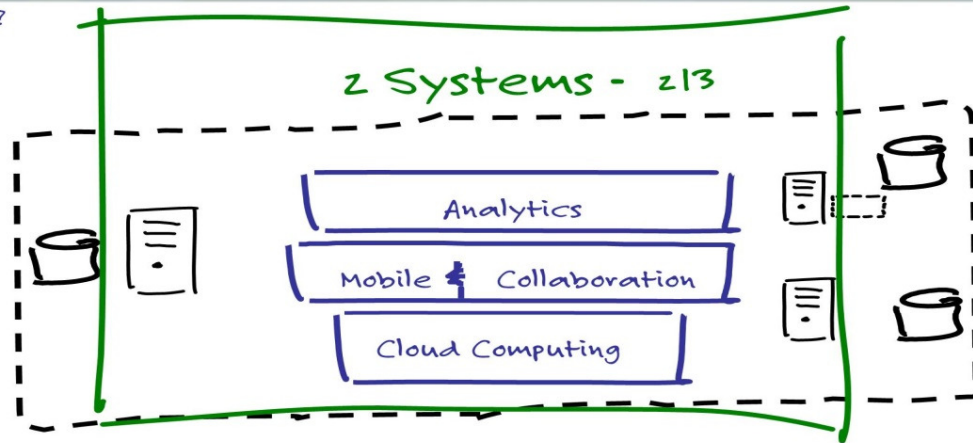 ?
z Systems - z13
Analytics
Mobile & Collaboration
Cloud Computing